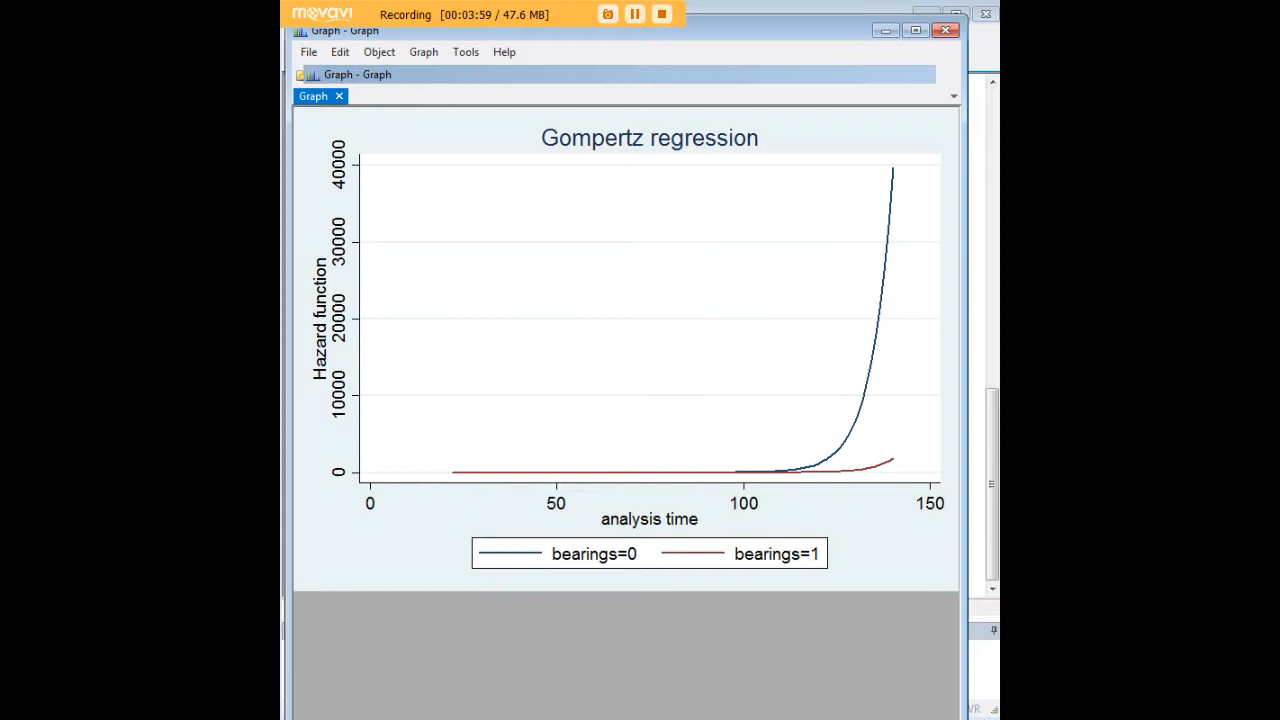 movavi Recording [00:03:59 / 47.6 MB]
Graph - Graph
File Edit Object Graph Tools Help
Graph - Graph
Graph
Gompertz regression
Hazard function
40000
30000
20000
10000
0
0 50 100 150
analysis time
bearings=0 bearings=1
VR